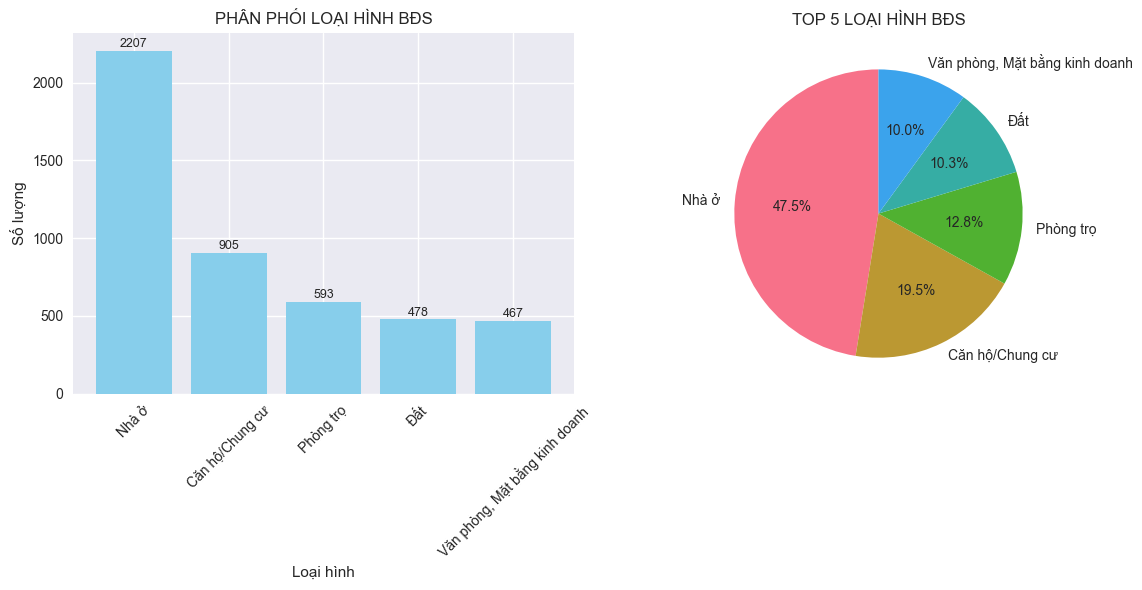 PHÂN PHÓI LOẠI HÌNH BĐS
Số lượng
2000
1500
1000
500
0
2207
905
593
478
467
Nhà ở
Căn hộ/Chung cư
Phòng trọ
Đất
Văn phòng, Mặt bằng kinh doanh
Loại hình
TOP 5 LOẠI HÌNH BĐS
Văn phòng, Mặt bằng kinh doanh
Đất
Phòng trọ
Căn hộ/Chung cư
Nhà ở
10.0%
10.3%
12.8%
19.5%
47.5%